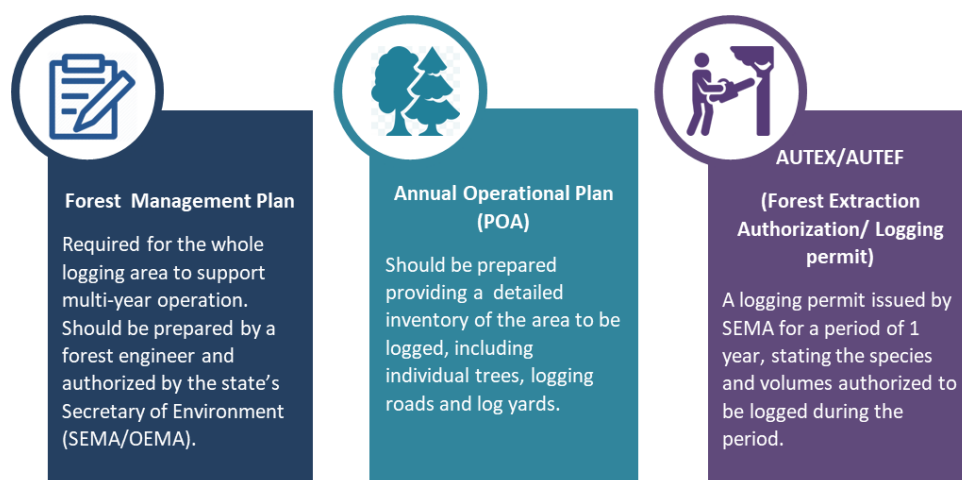 Forest Management Plan
Required for the whole
logging area to support
multi-year operation.
Should be prepared by a
forest engineer and
authorized by the state's
Secretary of Environment
(SEMA/OEMA).
Annual Operational Plan
(POA)
Should be prepared
providing a detailed
inventory of the area to be
logged, including
individual trees, logging
roads and log yards.
AUTEX/AUTEF
(Forest Extraction
Authorization/ Logging
permit)
A logging permit issued by
SEMA for a period of 1
year, stating the species
and volumes authorized to
be logged during the
period.